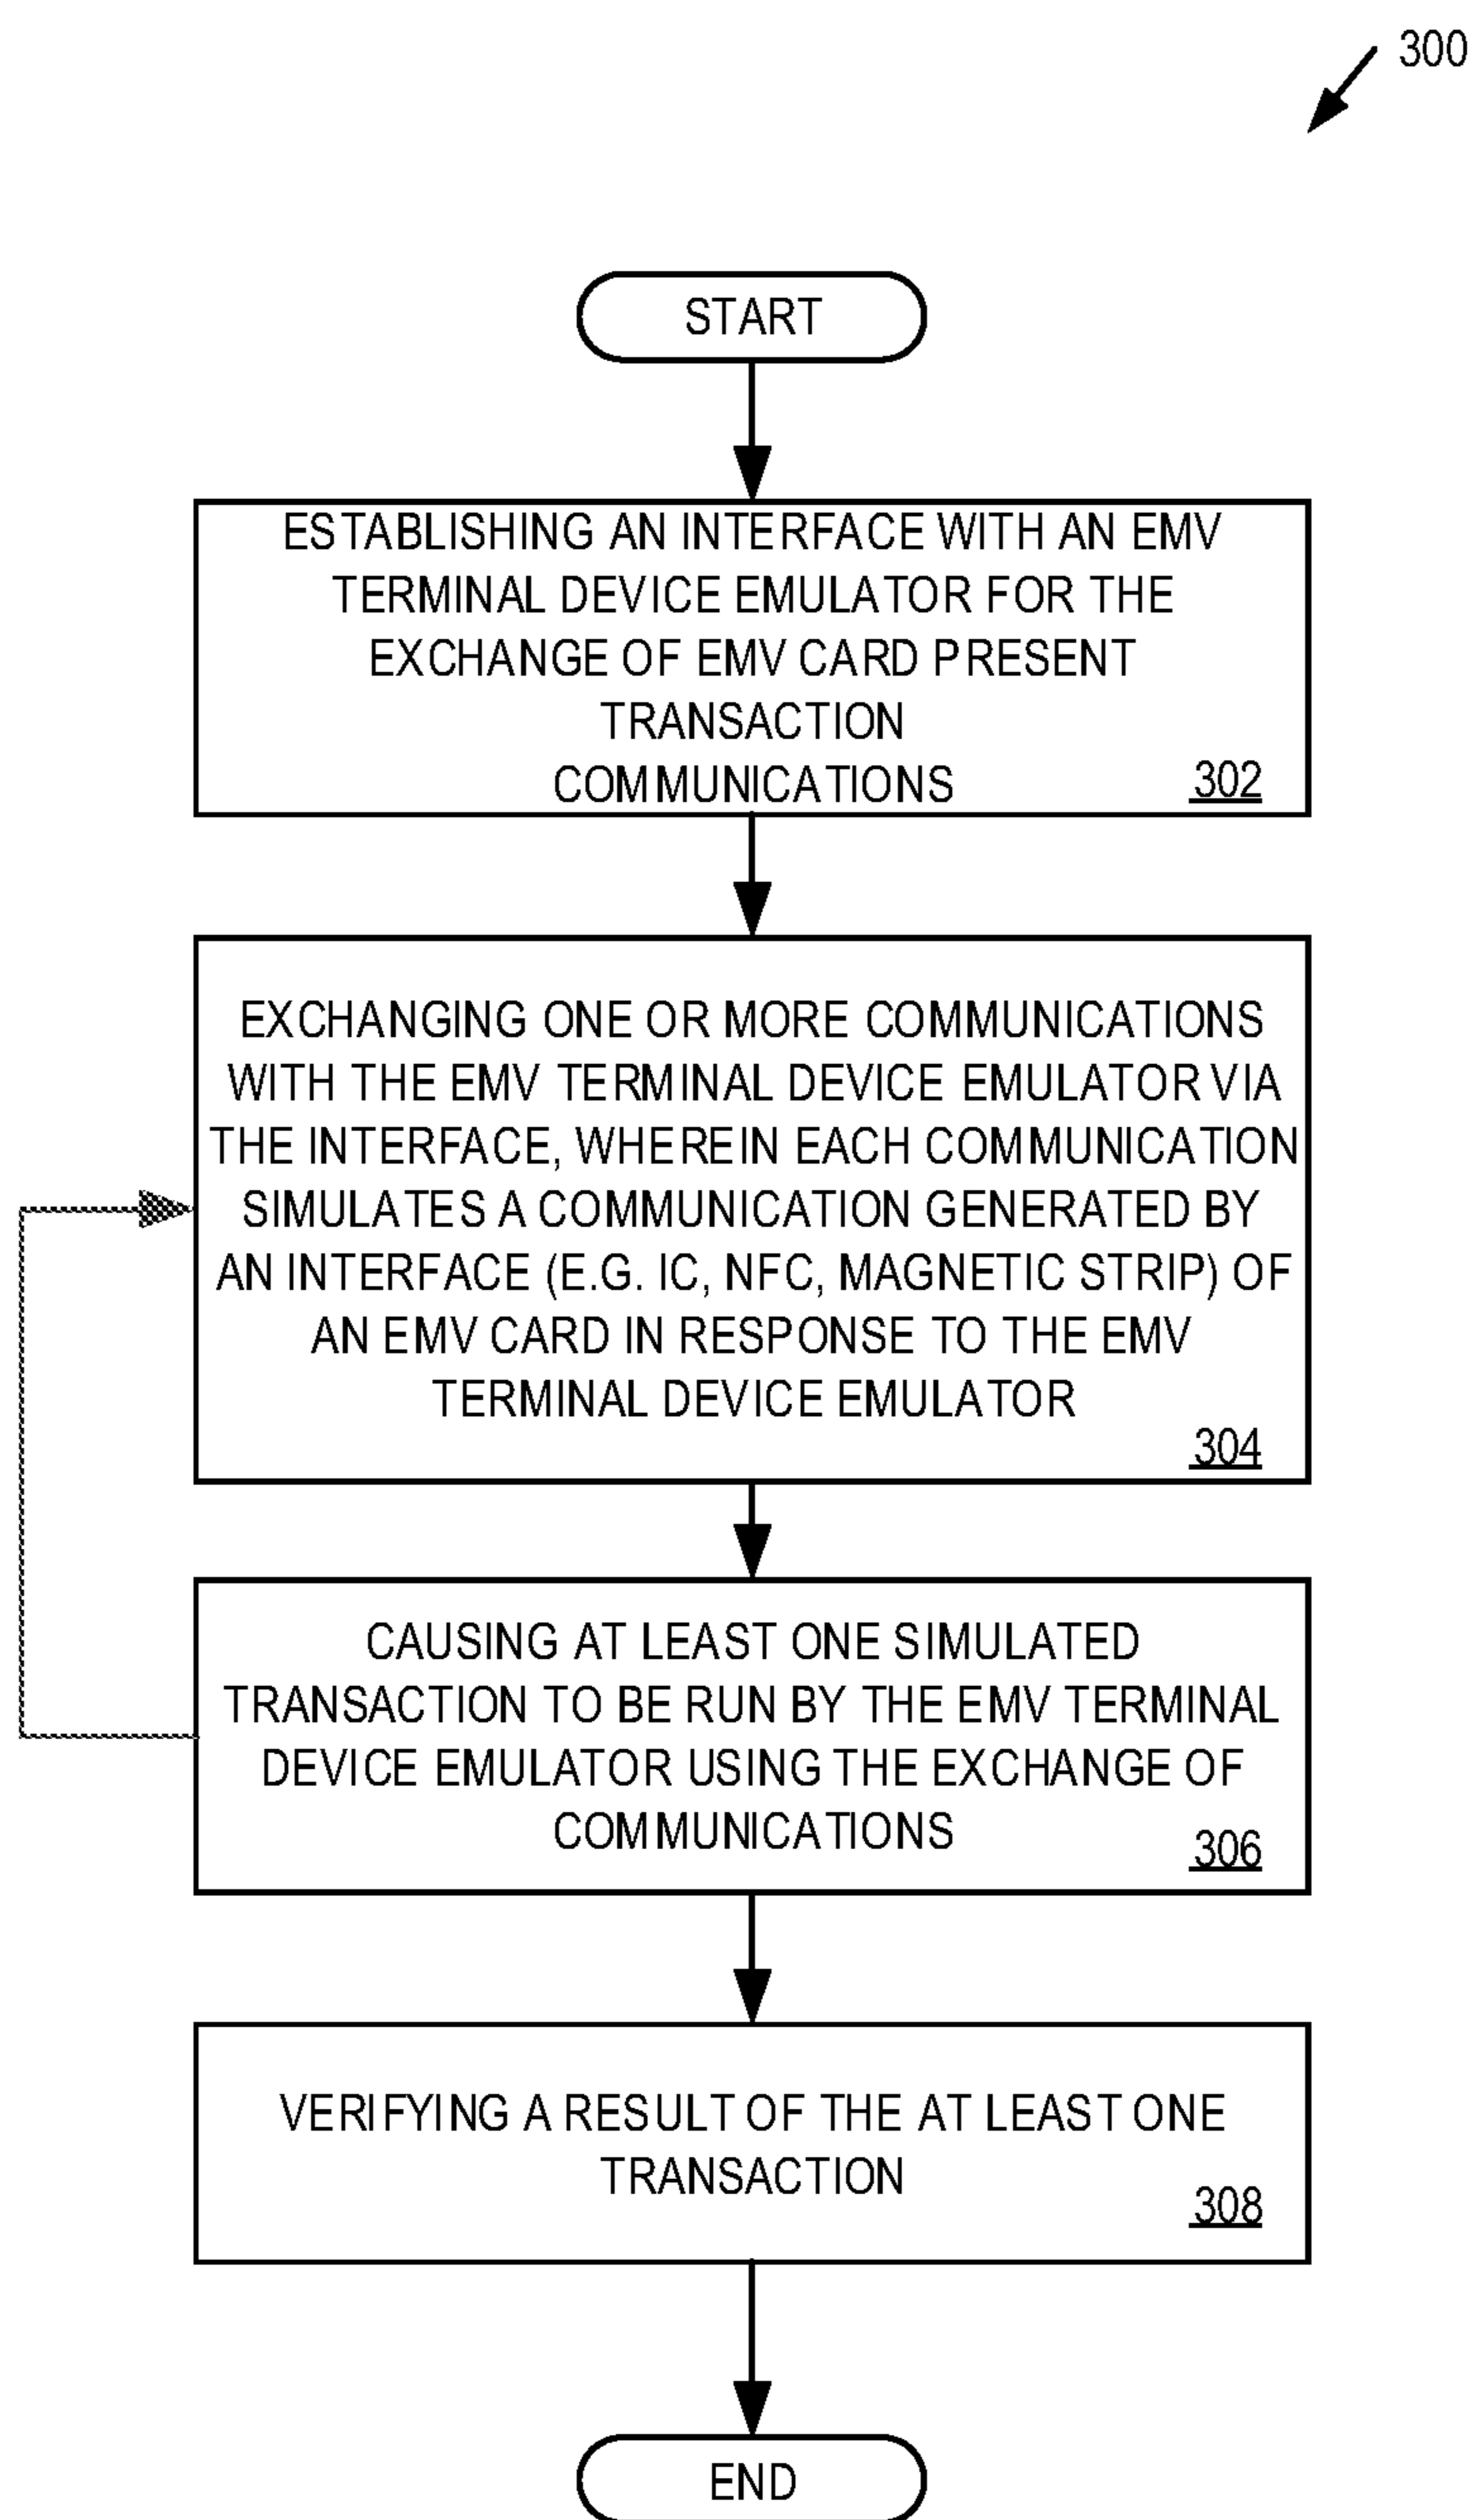 300
START
ESTABLISHING AN INTERFACE WITH AN EMV
TERMINAL DEVICE EMULATOR FOR THE
EXCHANGE OF EMV CARD PRESENT
TRANSACTION
COMMUNICATIONS
302
EXCHANGING ONE OR MORE COMMUNICATIONS
WITH THE EMV TERMINAL DEVICE EMULATOR VIA
THE INTERFACE, WHEREIN EACH COMMUNICATION
SIMULATES A COMMUNICATION GENERATED BY
AN INTERFACE (E.G. IC, NFC, MAGNETIC STRIP) OF
AN EMV CARD IN RESPONSE TO THE EMV
TERMINAL DEVICE EMULATOR
304
CAUSING AT LEAST ONE SIMULATED
TRANSACTION TO BE RUN BY THE EMV TERMINAL
DEVICE EMULATOR USING THE EXCHANGE OF
COMMUNICATIONS
306
VERIFYING A RESULT OF THE AT LEAST ONE
TRANSACTION
308
END